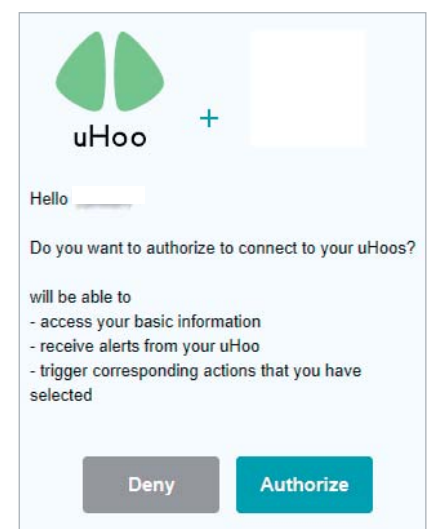 uHoo
+
Hello
Do you want to authorize to connect to your uHoos?
will be able to
- access your basic information
- receive alerts from your uHoo
- trigger corresponding actions that you have
selected
Deny
Authorize